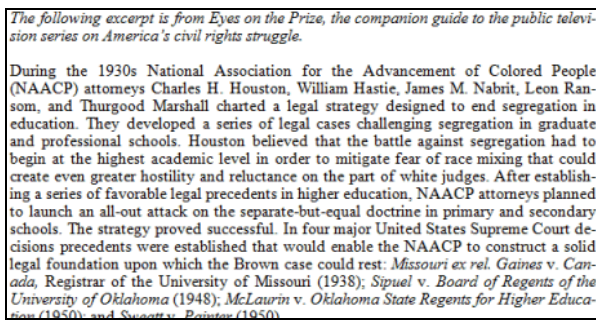 The following excerpt is from Eyes on the Prize, the companion guide to the public televi-
sion series on America's civil rights struggle.
During the 1930s National Association for the Advancement of Colored People
(NAACP) attorneys Charles H. Houston, William Hastie, James M. Nabrit, Leon Ran-
som, and Thurgood Marshall charted a legal strategy designed to end segregation in
education. They developed a series of legal cases challenging segregation in graduate
and professional schools. Houston believed that the battle against segregation had to
begin at the highest academic level in order to mitigate fear of race mixing that could
create even greater hostility and reluctance on the part of white judges. After establish-
ing a series of favorable legal precedents in higher education, NAACP attorneys planned
to launch an all-out attack on the separate-but-equal doctrine in primary and secondary
schools. The strategy proved successful. In four major United States Supreme Court de-
cisions precedents were established that would enable the NAACP to construct a solid
legal foundation upon which the Brown case could rest: Missouri ex rel. Gaines v. Can-
ada, Registrar of the University of Missouri (1938); Sipuel v. Board of Regents of the
University of Oklahoma (1948); McLaurin v. Oklahoma State Regents for Higher Educa-
tion (1950); and Sweatt v. Painter (1950).